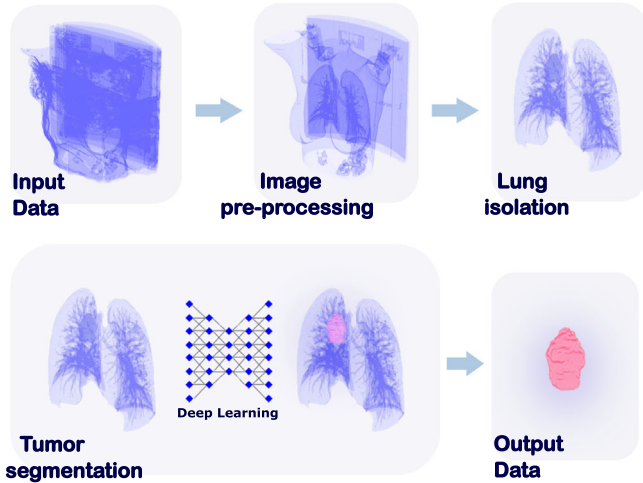 Input
Data
Image
pre-processing
Lung
isolation
Deep Learning
Tumor
segmentation
Output
Data